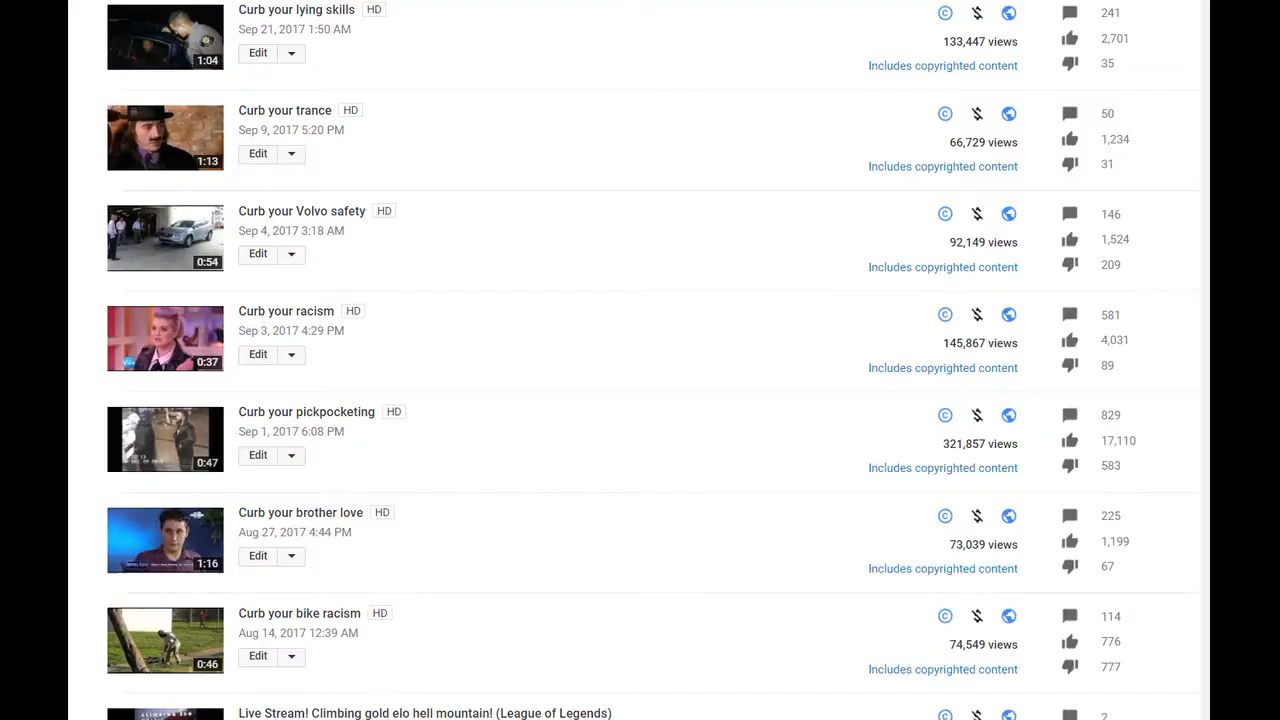 Curb your lying skills HD 241
Sep 21, 2017 1:50 AM 133,447 views 2,701
1:04 Edit Includes copyrighted content 35
Curb your trance HD 50
Sep 9, 2017 5:20 PM 66,729 views 1,234
1:13 Edit Includes copyrighted content 31
Curb your Volvo safety HD 146
Sep 4, 2017 3:18 AM 92,149 views 1,524
0:54 Edit Includes copyrighted content 209
Curb your racism HD 581
Sep 3, 2017 4:29 PM 145,867 views 4,031
0:37 Edit Includes copyrighted content 89
Curb your pickpocketing HD 829
Sep 1, 2017 6:08 PM 321,857 views 17,110
0:47 Edit Includes copyrighted content 583
Curb your brother love HD 225
Aug 27, 2017 4:44 PM 73,039 views 1,199
1:16 Edit Includes copyrighted content 67
Curb your bike racism HD 114
Aug 14, 2017 12:39 AM 74,549 views 776
0:46 Edit Includes copyrighted content 777
CLIMBING ELO Live Stream! Climbing gold elo hell mountain! (League of Legends) 2